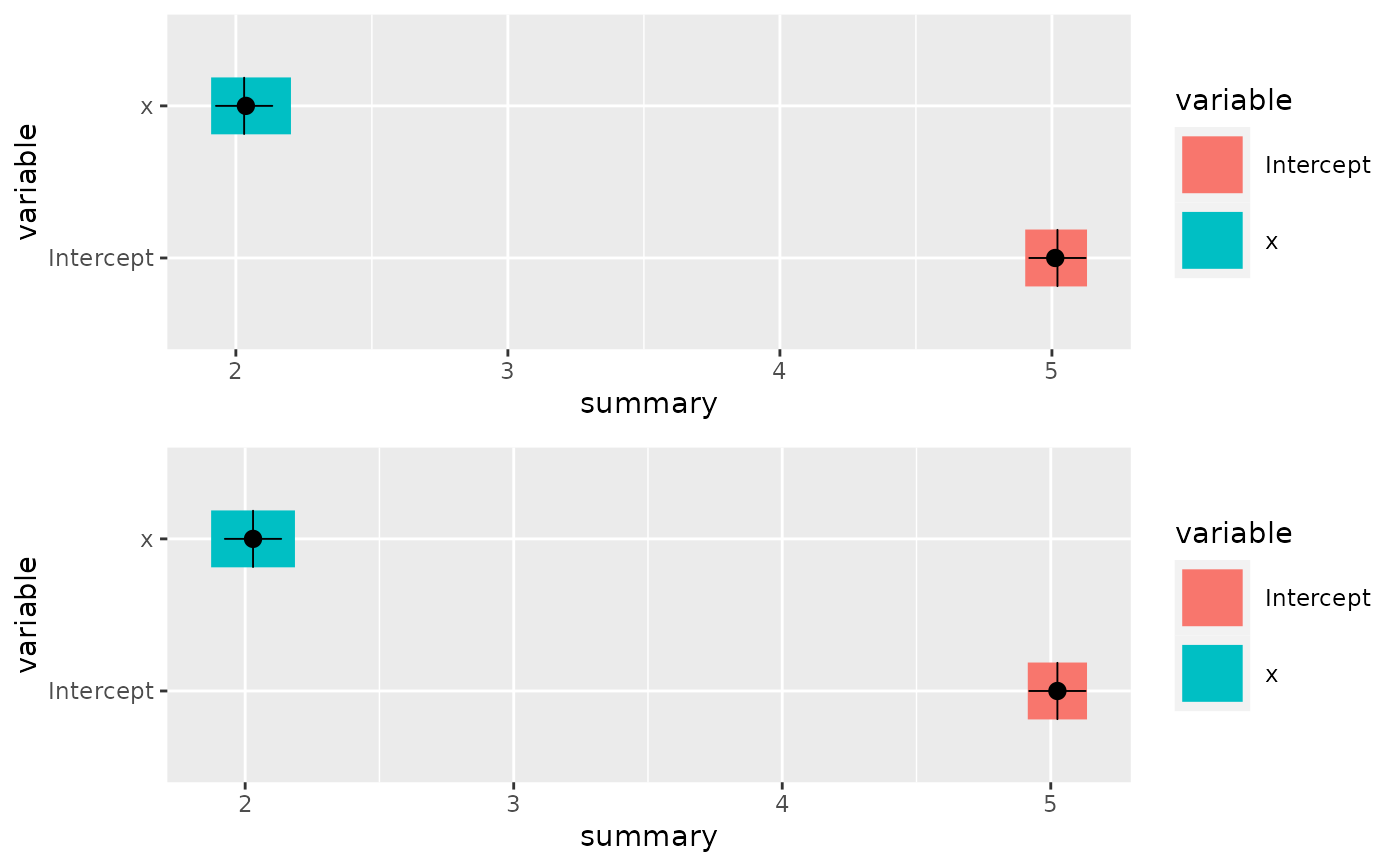 variable
x
Intercept
2 3 4 5
summary
variable
Intercept
x
variable
x
Intercept
2 3 4 5
summary
variable
Intercept
x